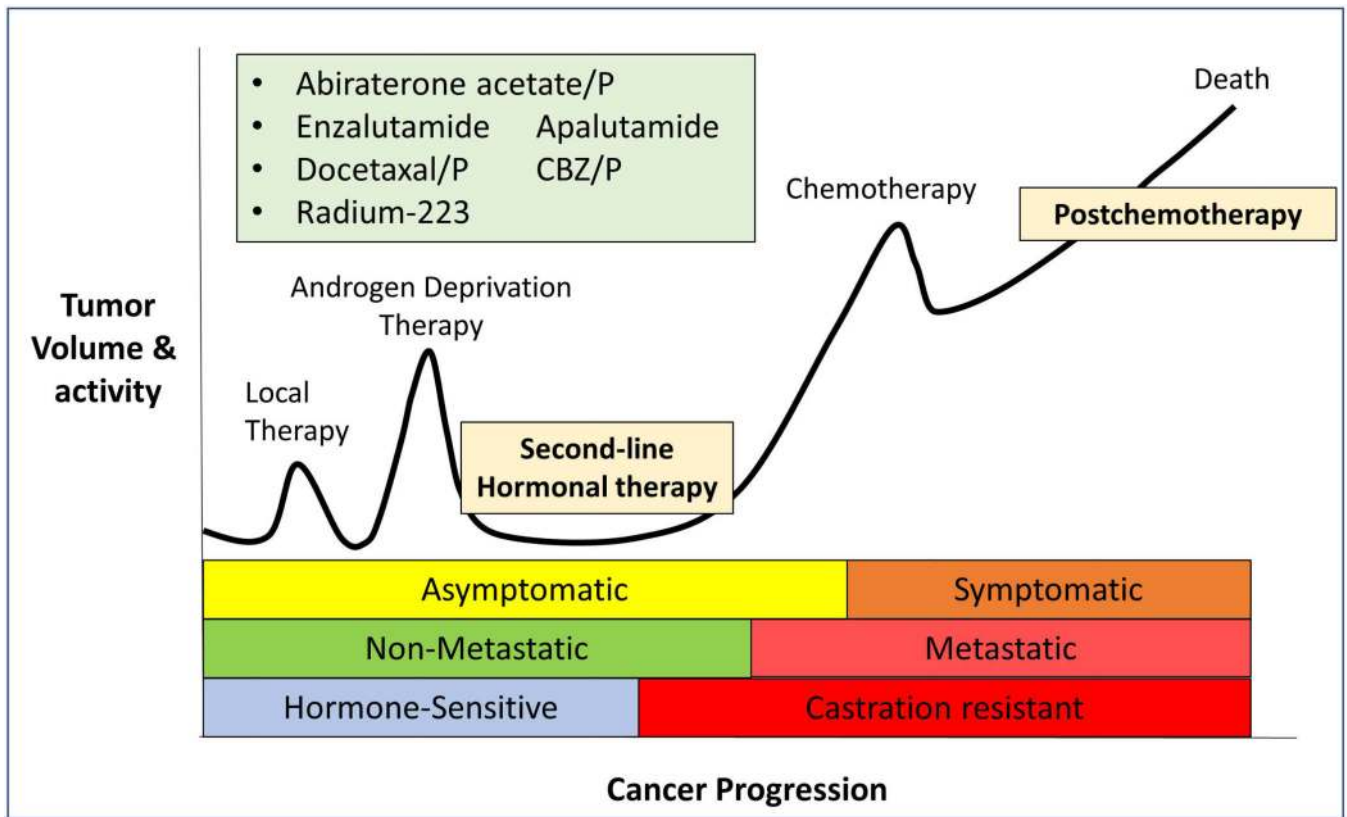 • Abiraterone acetate/P
• Enzalutamide Apalutamide
• Docetaxal/P CBZ/P
• Radium-223
Death
Chemotherapy
Postchemotherapy
Androgen Deprivation
Therapy
Tumor
Volume &
activity
Local
Therapy
Second-line
Hormonal therapy
Asymptomatic Symptomatic
Non-Metastatic Metastatic
Hormone-Sensitive Castration resistant
Cancer Progression